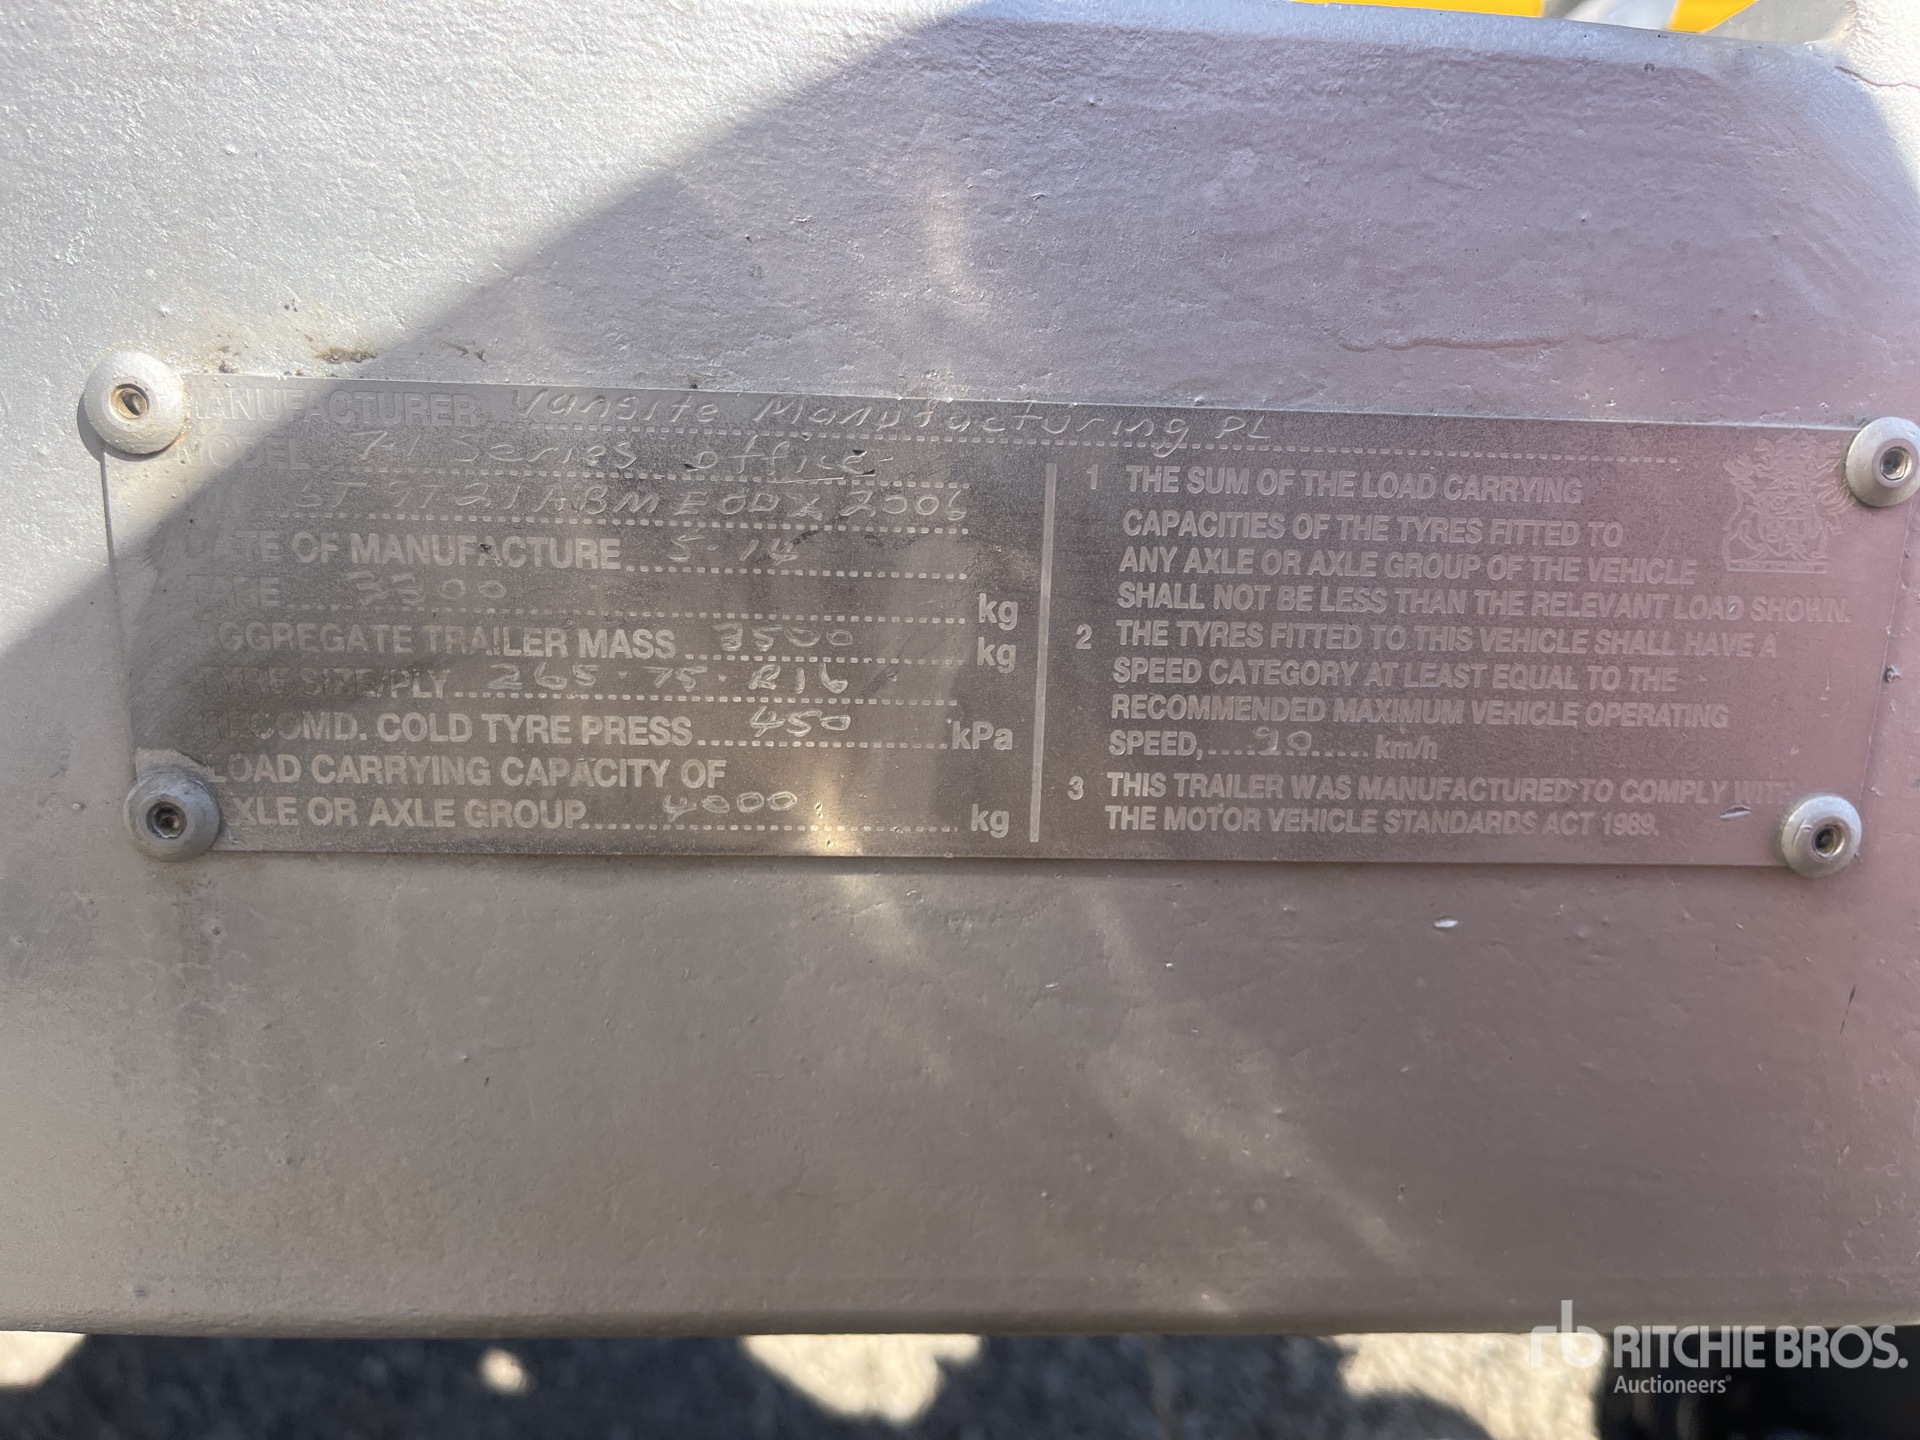 MANUFACTURER Vansite Manufacturing PL
MODEL 7.1 Series office
DATE OF MANUFACTURE 5.14
TARE 3300 kg
AGGREGATE TRAILER MASS 3500 kg
TYRE SIZE/PLY 265.75.R16
RECOMD. COLD TYRE PRESS 450 kPa
LOAD CARRYING CAPACITY OF
AXLE OR AXLE GROUP 4000 kg
1 THE SUM OF THE LOAD CARRYING
CAPACITIES OF THE TYRES FITTED TO
ANY AXLE OR AXLE GROUP OF THE VEHICLE
SHALL NOT BE LESS THAN THE RELEVANT LOAD SHOWN.
2 THE TYRES FITTED TO THIS VEHICLE SHALL HAVE A
SPEED CATEGORY AT LEAST EQUAL TO THE
RECOMMENDED MAXIMUM VEHICLE OPERATING
SPEED, 90 km/h
3 THIS TRAILER WAS MANUFACTURED TO COMPLY WITH
THE MOTOR VEHICLE STANDARDS ACT 1989.
rb RITCHIE BROS.
Auctioneers